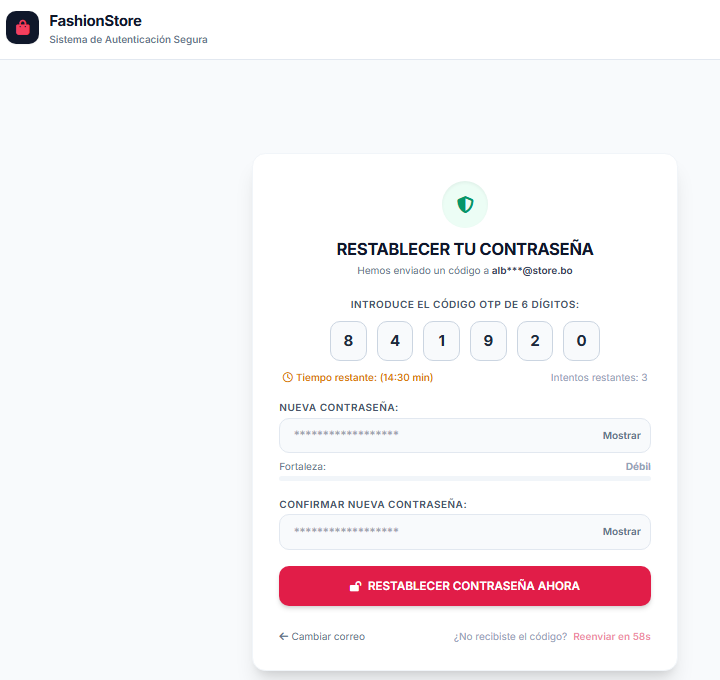 FashionStore
Sistema de Autenticación Segura
RESTABLECER TU CONTRASEÑA
Hemos enviado un código a alb***@store.bo
INTRODUCE EL CÓDIGO OTP DE 6 DÍGITOS:
8 4 1 9 2 0
Tiempo restante: (14:30 min) Intentos restantes: 3
NUEVA CONTRASEÑA:
****************** Mostrar
Fortaleza: Débil
CONFIRMAR NUEVA CONTRASEÑA:
****************** Mostrar
RESTABLECER CONTRASEÑA AHORA
← Cambiar correo ¿No recibiste el código? Reenviar en 58s